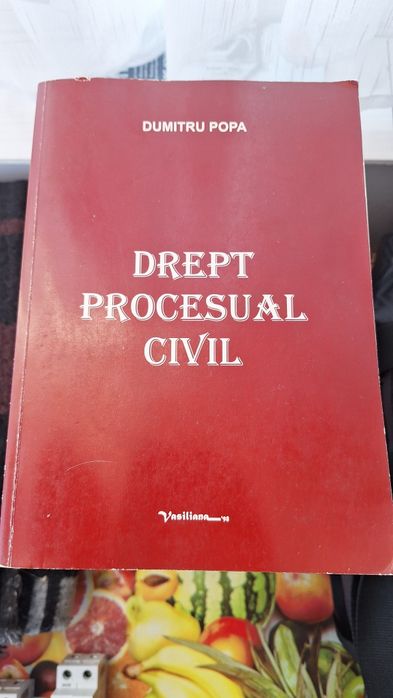 DUMITRU POPA
DREPT
PROCESUAL
CIVIL
Vasiliana '98